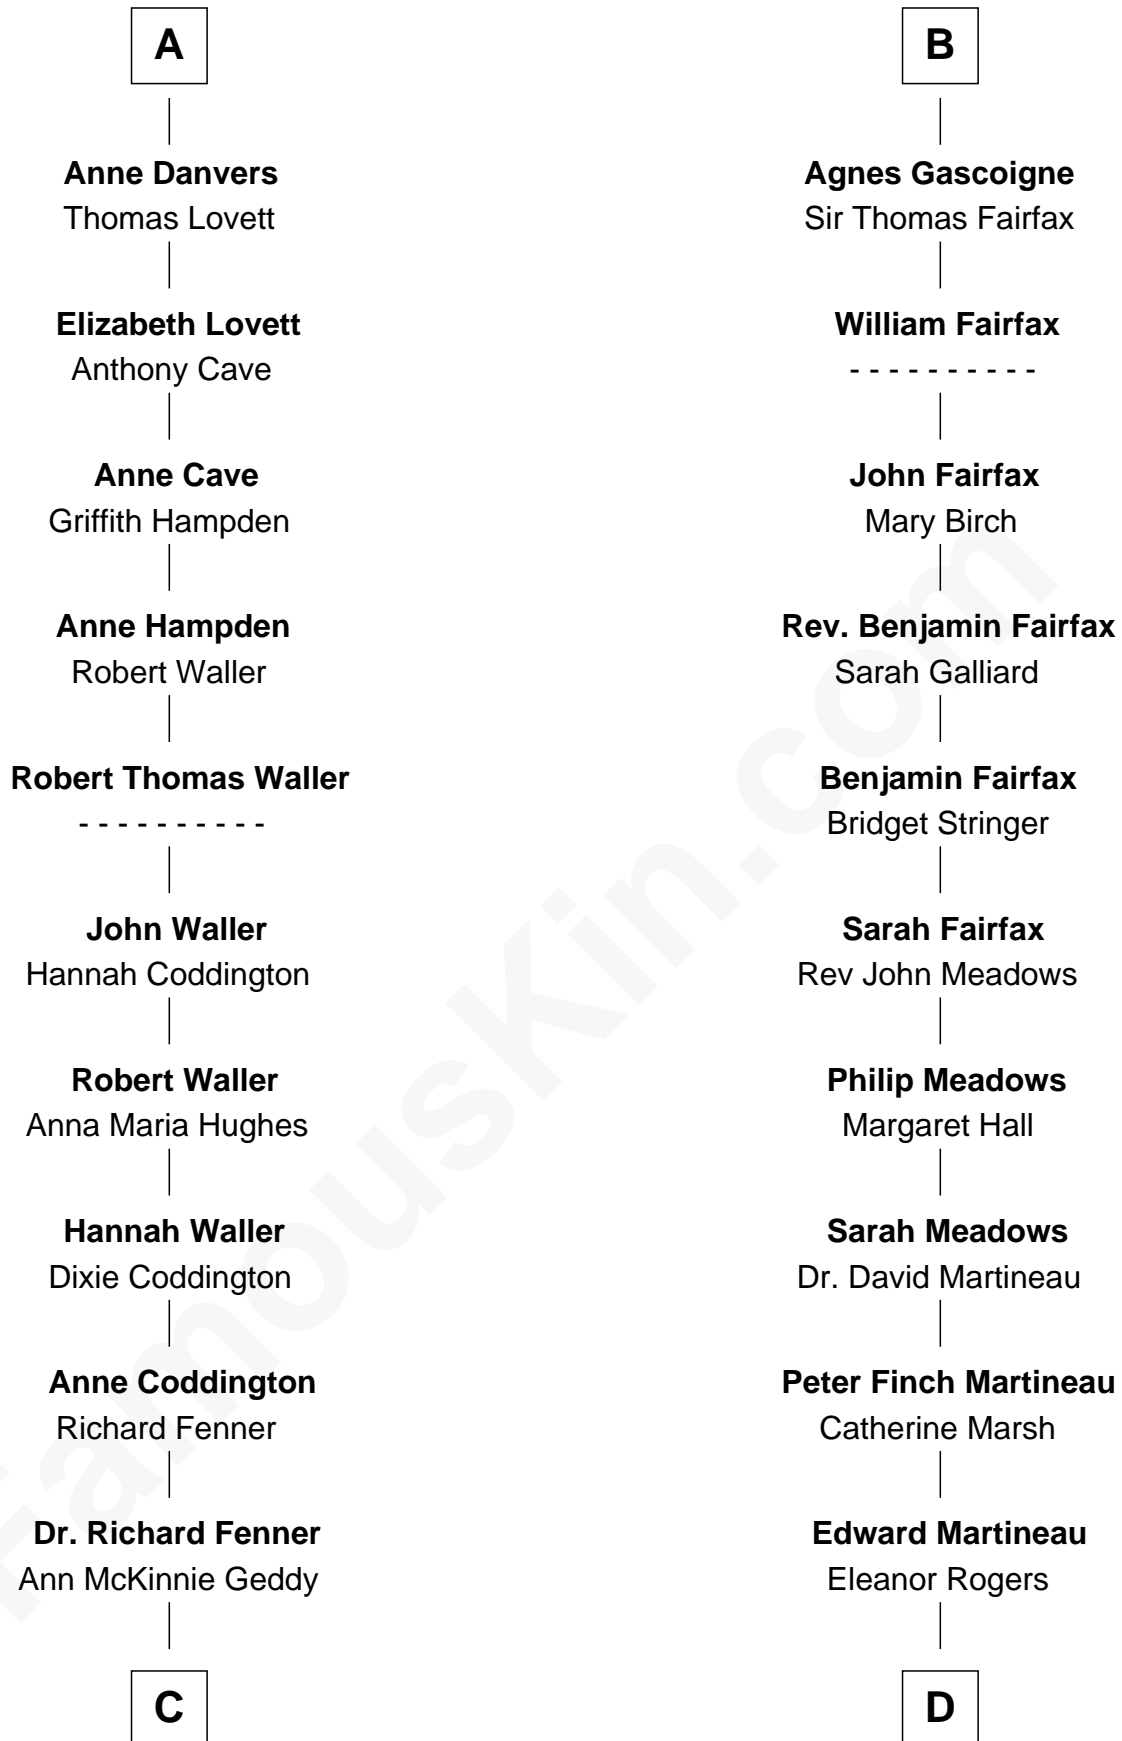 A
Anne Danvers
Thomas Lovett
Elizabeth Lovett
Anthony Cave
Anne Cave
Griffith Hampden
Anne Hampden
Robert Waller
Robert Thomas Waller
- - - - - - - - - -
John Waller
Hannah Coddington
Robert Waller
Anna Maria Hughes
Hannah Waller
Dixie Coddington
Anne Coddington
Richard Fenner
Dr. Richard Fenner
Ann McKinnie Geddy
C
B
Agnes Gascoigne
Sir Thomas Fairfax
William Fairfax
- - - - - - - - - -
John Fairfax
Mary Birch
Rev. Benjamin Fairfax
Sarah Galliard
Benjamin Fairfax
Bridget Stringer
Sarah Fairfax
Rev John Meadows
Philip Meadows
Margaret Hall
Sarah Meadows
Dr. David Martineau
Peter Finch Martineau
Catherine Marsh
Edward Martineau
Eleanor Rogers
D
FamousKin.com